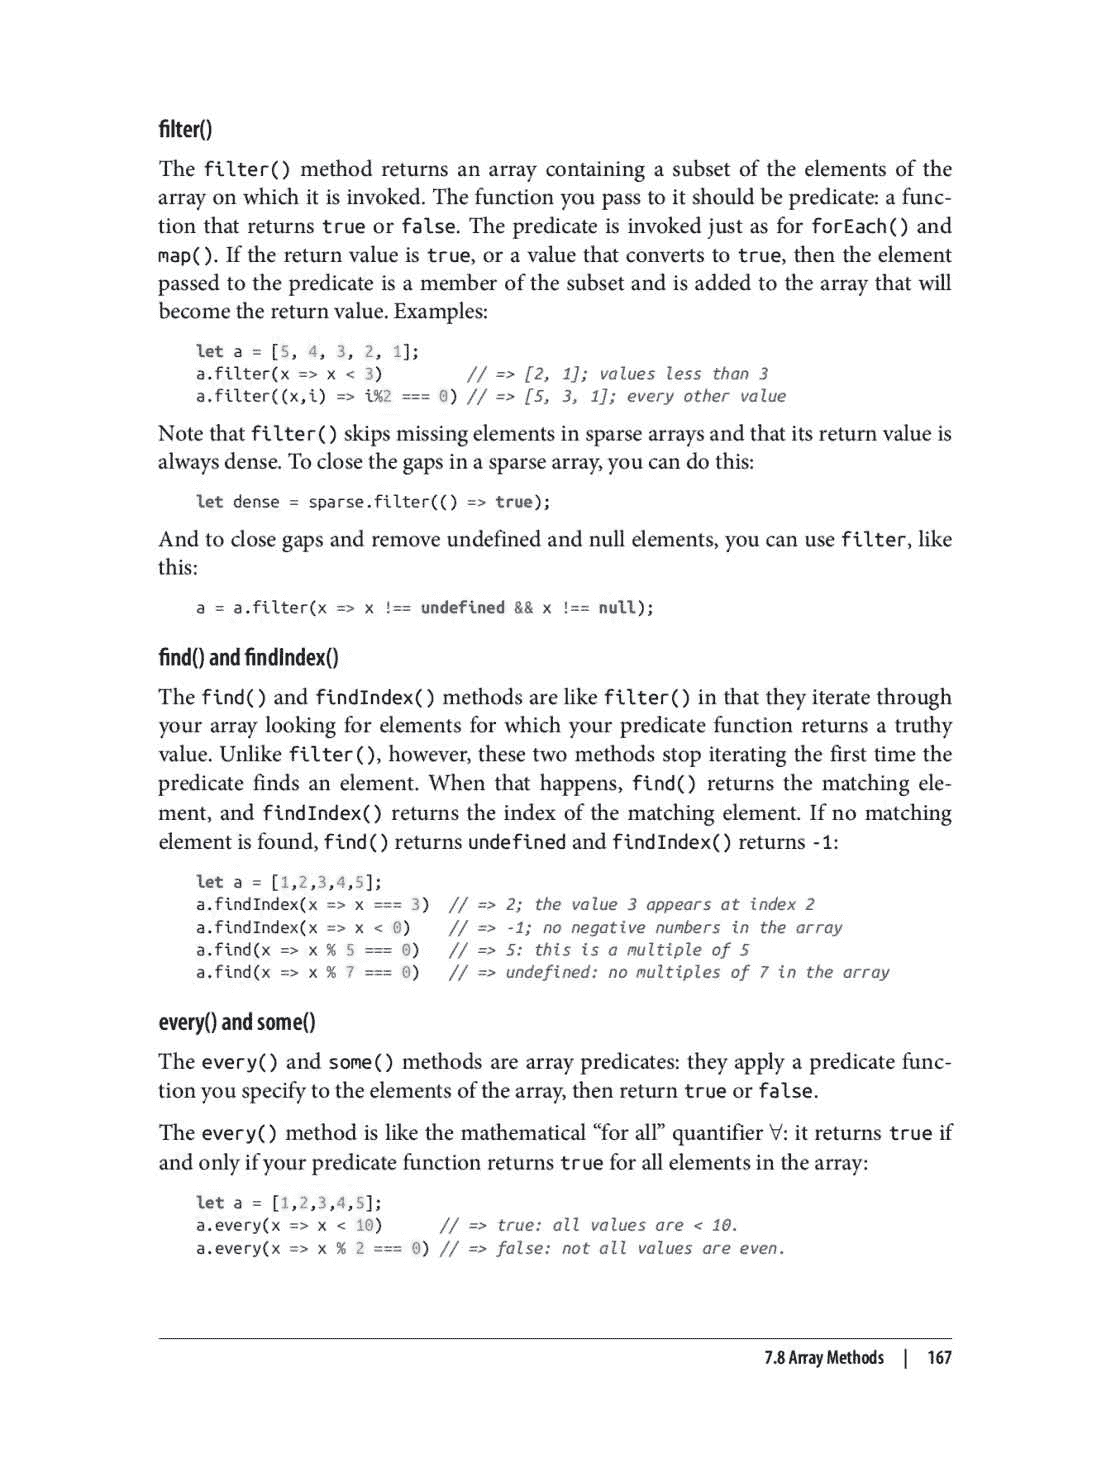 filter()
The filter() method returns an array containing a subset of the elements of the
array on which it is invoked. The function you pass to it should be predicate: a func-
tion that returns true or false. The predicate is invoked just as for forEach() and
map(). If the return value is true, or a value that converts to true, then the element
passed to the predicate is a member of the subset and is added to the array that will
become the return value. Examples:
let a = [5, 4, 3, 2, 1];
a.filter(x => x < 3)         // => [2, 1]; values less than 3
a.filter((x,i) => i%2 === 0) // => [5, 3, 1]; every other value
Note that filter() skips missing elements in sparse arrays and that its return value is
always dense. To close the gaps in a sparse array, you can do this:
let dense = sparse.filter(() => true);
And to close gaps and remove undefined and null elements, you can use filter, like
this:
a = a.filter(x => x !== undefined && x !== null);
find() and findIndex()
The find() and findIndex() methods are like filter() in that they iterate through
your array looking for elements for which your predicate function returns a truthy
value. Unlike filter(), however, these two methods stop iterating the first time the
predicate finds an element. When that happens, find() returns the matching ele-
ment, and findIndex() returns the index of the matching element. If no matching
element is found, find() returns undefined and findIndex() returns -1:
let a = [1,2,3,4,5];
a.findIndex(x => x === 3)  // => 2; the value 3 appears at index 2
a.findIndex(x => x < 0)    // => -1; no negative numbers in the array
a.find(x => x % 5 === 0)   // => 5: this is a multiple of 5
a.find(x => x % 7 === 0)   // => undefined: no multiples of 7 in the array
every() and some()
The every() and some() methods are array predicates: they apply a predicate func-
tion you specify to the elements of the array, then return true or false.
The every() method is like the mathematical “for all” quantifier ∀: it returns true if
and only if your predicate function returns true for all elements in the array:
let a = [1,2,3,4,5];
a.every(x => x < 10)      // => true: all values are < 10.
a.every(x => x % 2 === 0) // => false: not all values are even.
7.8 Array Methods | 167